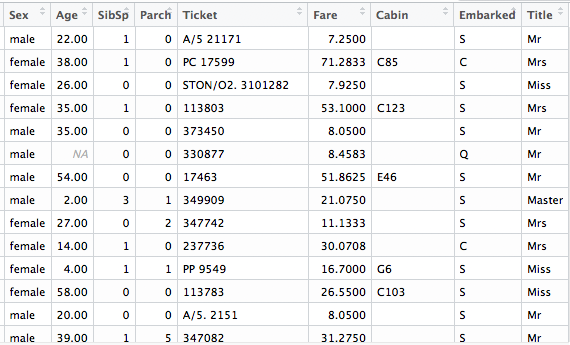 Sex Age SibSp Parch Ticket Fare Cabin Embarked Title
male 22.00 1 0 A/5 21171 7.2500 S Mr
female 38.00 1 0 PC 17599 71.2833 C85 C Mrs
female 26.00 0 0 STON/O2. 3101282 7.9250 S Miss
female 35.00 1 0 113803 53.1000 C123 S Mrs
male 35.00 0 0 373450 8.0500 S Mr
male NA 0 0 330877 8.4583 Q Mr
male 54.00 0 0 17463 51.8625 E46 S Mr
male 2.00 3 1 349909 21.0750 S Master
female 27.00 0 2 347742 11.1333 S Mrs
female 14.00 1 0 237736 30.0708 C Mrs
female 4.00 1 1 PP 9549 16.7000 G6 S Miss
female 58.00 0 0 113783 26.5500 C103 S Miss
male 20.00 0 0 A/5. 2151 8.0500 S Mr
male 39.00 1 5 347082 31.2750 S Mr